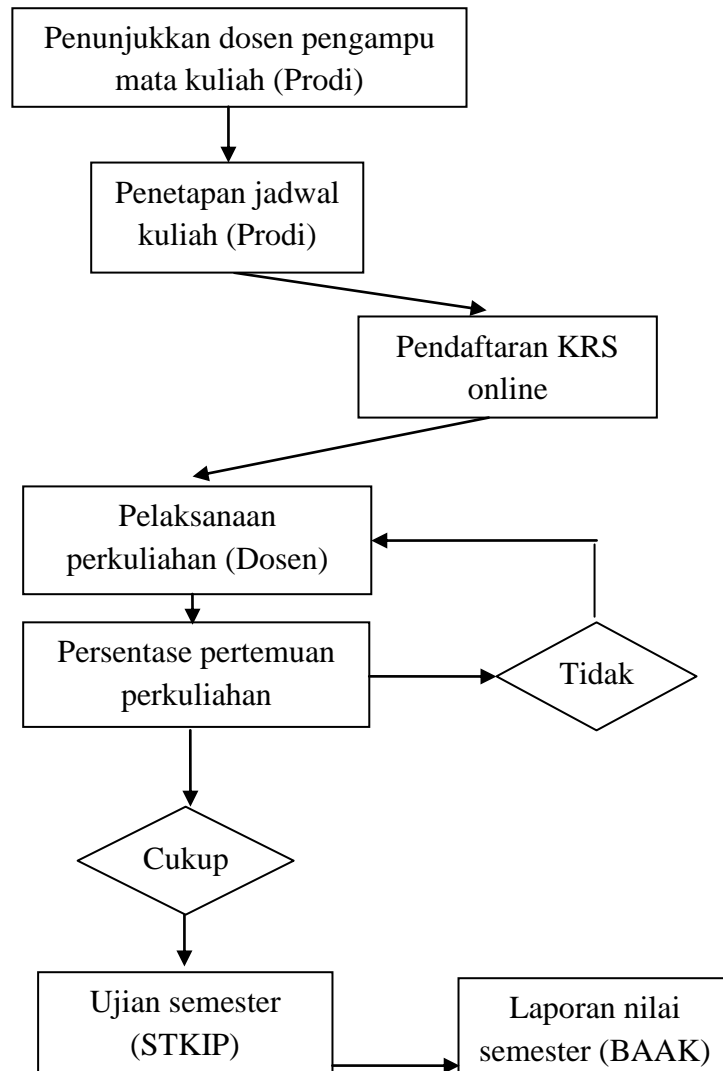 Penunjukkan dosen pengampu
mata kuliah (Prodi)
Penetapan jadwal
kuliah (Prodi)
Pendaftaran KRS
online
Pelaksanaan
perkuliahan (Dosen)
Persentase pertemuan
perkuliahan
Tidak
Cukup
Ujian semester
(STKIP)
Laporan nilai
semester (BAAK)